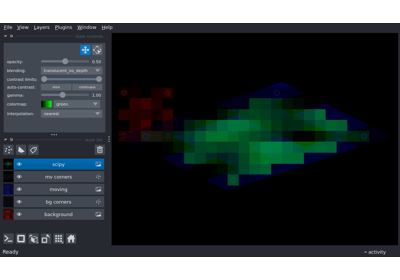 File View Layers Plugins Window Help
opacity: 0.50
blending: translucent_no_depth
contrast limits:
auto-contrast: once continuous
gamma: 1.00
colormap: green
interpolation: nearest
scipy
mv corners
moving
bg corners
background
Ready activity